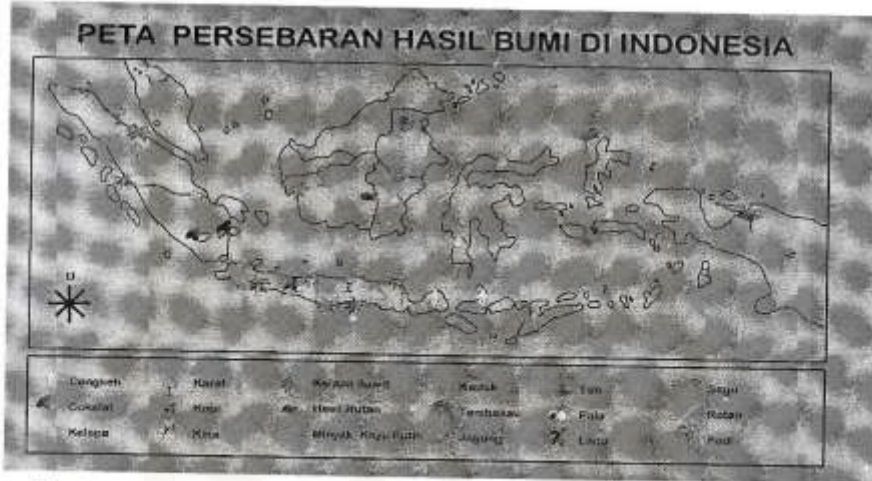 PETA PERSEBARAN HASIL BUMI DI INDONESIA
Cengkeh Karet Kelapa Sawit Kapuk Teh Sagu
Cokelat Kopi Hasil Hutan Tembakau Pala Rotan
Kelapa Kina Minyak Kayu Putih Jagung Lada Padi